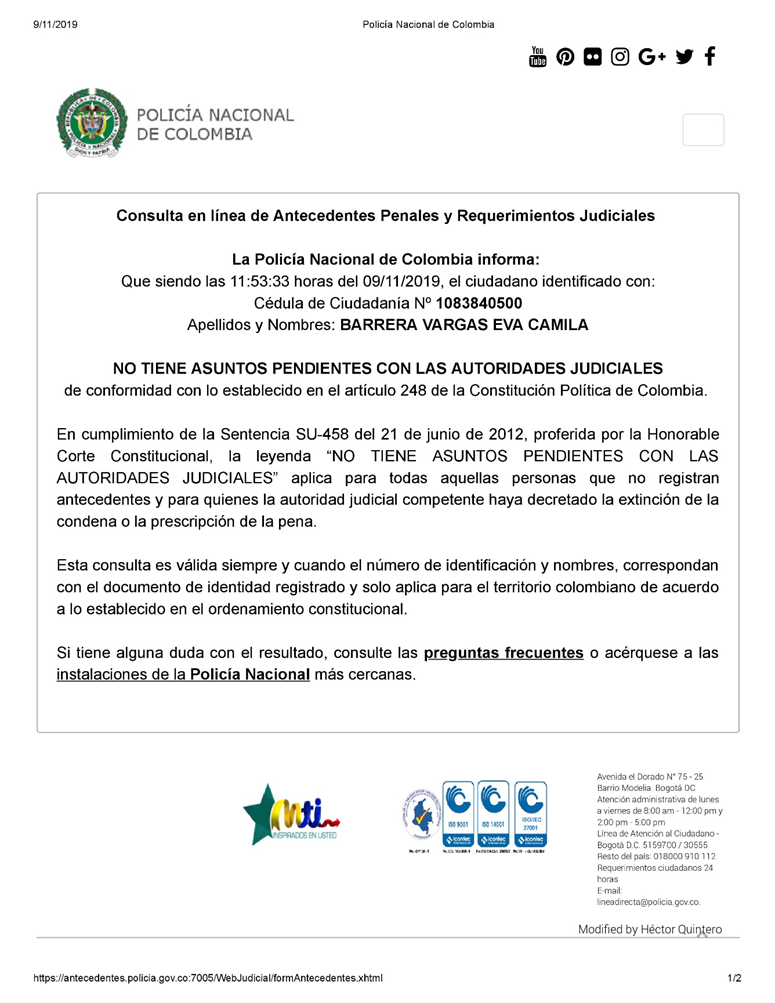 9/11/2019
Policía Nacional de Colombia
You
Tube
POLICÍA NACIONAL
DE COLOMBIA
Consulta en línea de Antecedentes Penales y Requerimientos Judiciales
La Policía Nacional de Colombia informa:
Que siendo las 11:53:33 horas del 09/11/2019, el ciudadano identificado con:
Cédula de Ciudadanía Nº 1083840500
Apellidos y Nombres: BARRERA VARGAS EVA CAMILA
NO TIENE ASUNTOS PENDIENTES CON LAS AUTORIDADES JUDICIALES
de conformidad con lo establecido en el artículo 248 de la Constitución Política de Colombia.
En cumplimiento de la Sentencia SU-458 del 21 de junio de 2012, proferida por la Honorable
Corte Constitucional, la leyenda “NO TIENE ASUNTOS PENDIENTES CON LAS
AUTORIDADES JUDICIALES” aplica para todas aquellas personas que no registran
antecedentes y para quienes la autoridad judicial competente haya decretado la extinción de la
condena o la prescripción de la pena.
Esta consulta es válida siempre y cuando el número de identificación y nombres, correspondan
con el documento de identidad registrado y solo aplica para el territorio colombiano de acuerdo
a lo establecido en el ordenamiento constitucional.
Si tiene alguna duda con el resultado, consulte las preguntas frecuentes o acérquese a las
instalaciones de la Policía Nacional más cercanas.
INSPIRADOS EN USTED
ISO 9001
ISO 14001
ISO/IEC
27001
icontec
icontec
icontec
Avenida el Dorado N° 75 - 25
Barrio Modelia. Bogotá DC
Atención administrativa de lunes
a viernes de 8:00 am - 12:00 pm y
2:00 pm - 5:00 pm
Línea de Atención al Ciudadano -
Bogotá D.C. 5159700 / 30555
Resto del país: 018000 910 112
Requerimientos ciudadanos 24
horas
E-mail:
lineadirecta@policia.gov.co.
Modified by Héctor Quintero
https://antecedentes.policia.gov.co:7005/WebJudicial/formAntecedentes.xhtml
1/2